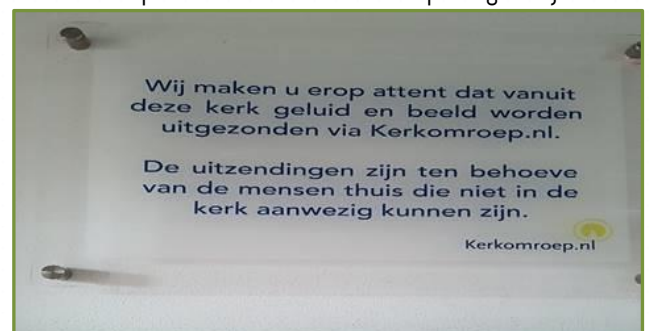 Wij maken u erop attent dat vanuit
deze kerk geluid en beeld worden
uitgezonden via Kerkomroep.nl.
De uitzendingen zijn ten behoeve
van de mensen thuis die niet in de
kerk aanwezig kunnen zijn.
Kerkomroep.nl